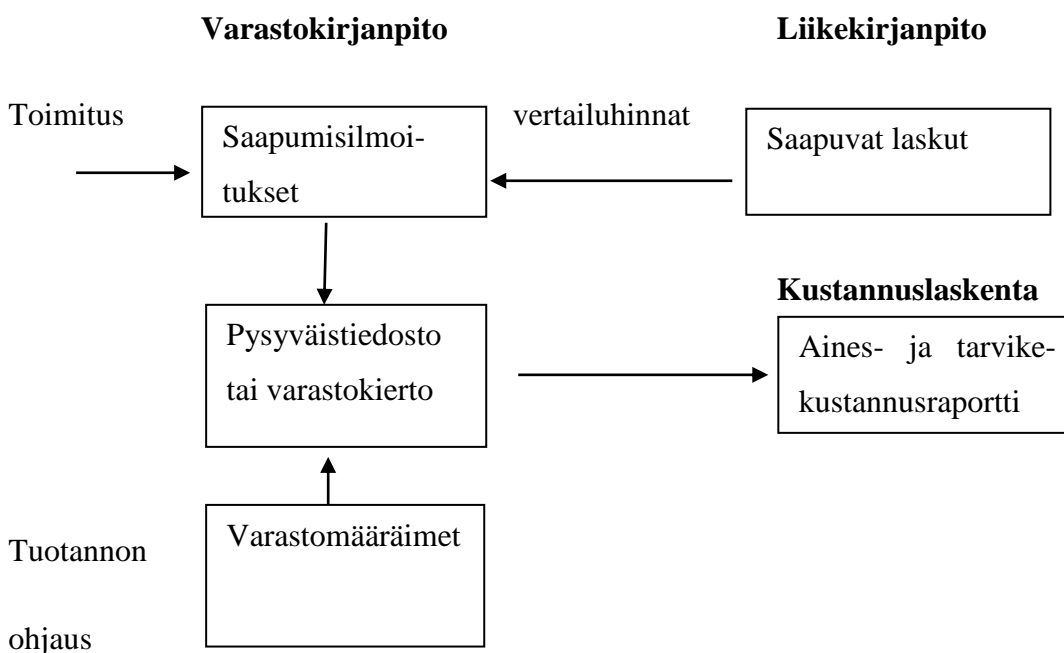 Varastokirjanpito
Liikekirjanpito
Toimitus
Saapumisilmoi-
tukset
vertailuhinnat
Saapuvat laskut
Kustannuslaskenta
Pysyväistiedosto
tai varastokierto
Aines- ja tarvike-
kustannusraportti
Varastomääräimet
Tuotannon
ohjaus